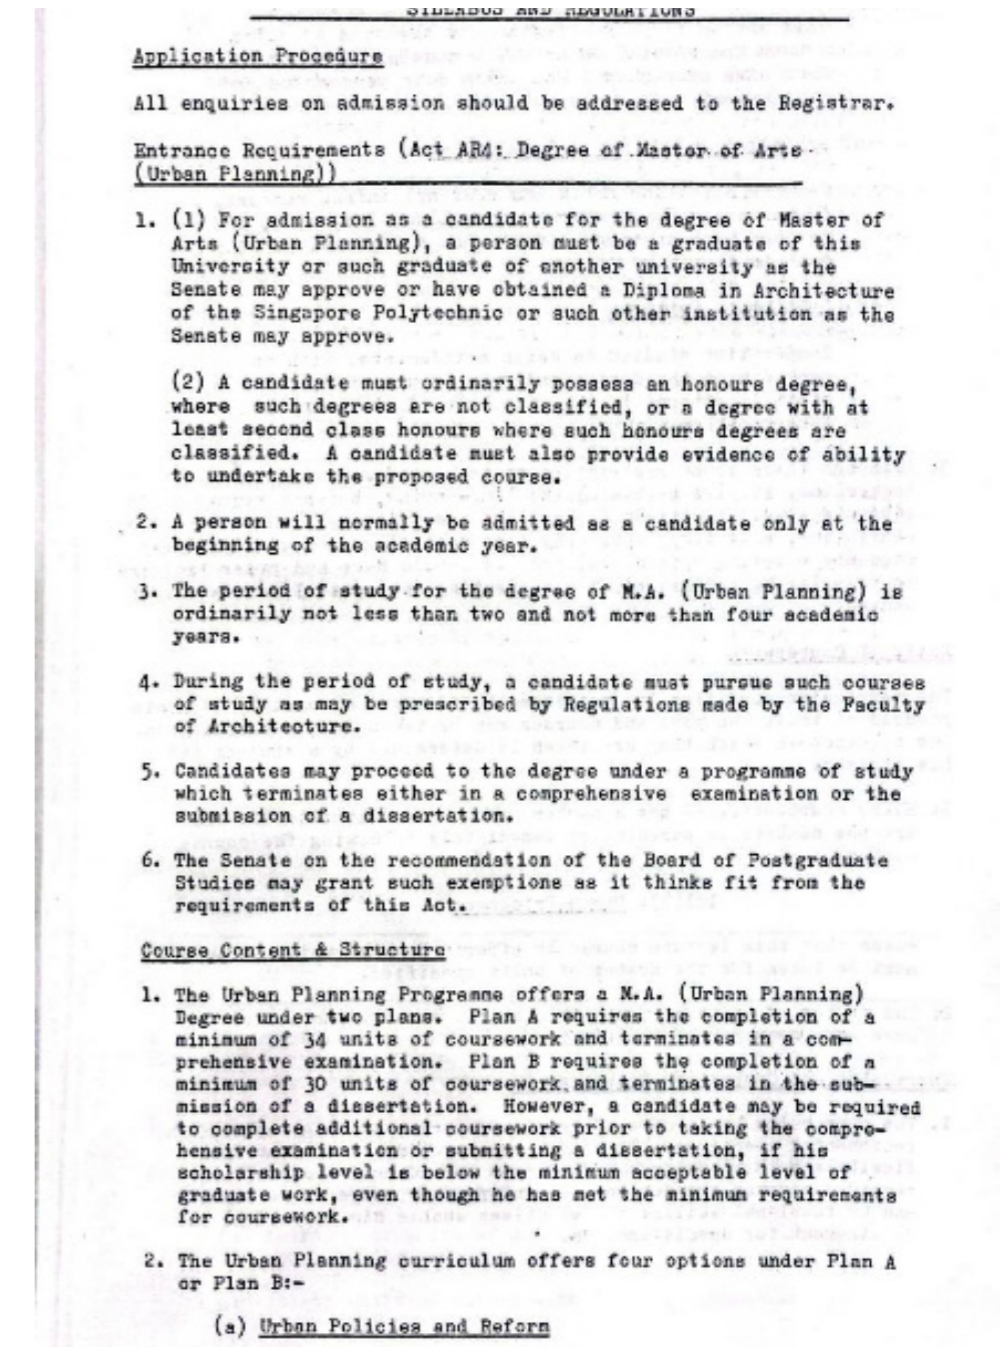 SYLLABUS AND REGULATIONS
Application Procedure
All enquiries on admission should be addressed to the Registrar.
Entrance Requirements (Act AR4: Degree of Master of Arts
(Urban Planning))
1. (1) For admission as a candidate for the degree of Master of
Arts (Urban Planning), a person must be a graduate of this
University or such graduate of another university as the
Senate may approve or have obtained a Diploma in Architecture
of the Singapore Polytechnic or such other institution as the
Senate may approve.
(2) A candidate must ordinarily possess an honours degree,
where such degrees are not classified, or a degree with at
least second class honours where such honours degrees are
classified. A candidate must also provide evidence of ability
to undertake the proposed course.
2. A person will normally be admitted as a candidate only at the
beginning of the academic year.
3. The period of study for the degree of M.A. (Urban Planning) is
ordinarily not less than two and not more than four academic
years.
4. During the period of study, a candidate must pursue such courses
of study as may be prescribed by Regulations made by the Faculty
of Architecture.
5. Candidates may proceed to the degree under a programme of study
which terminates either in a comprehensive examination or the
submission of a dissertation.
6. The Senate on the recommendation of the Board of Postgraduate
Studies may grant such exemptions as it thinks fit from the
requirements of this Act.
Course Content & Structure
1. The Urban Planning Programme offers a M.A. (Urban Planning)
Degree under two plans. Plan A requires the completion of a
minimum of 34 units of coursework and terminates in a com-
prehensive examination. Plan B requires the completion of a
minimum of 30 units of coursework and terminates in the sub-
mission of a dissertation. However, a candidate may be required
to complete additional coursework prior to taking the compre-
hensive examination or submitting a dissertation, if his
scholarship level is below the minimum acceptable level of
graduate work, even though he has met the minimum requirements
for coursework.
2. The Urban Planning curriculum offers four options under Plan A
or Plan B:-
(a) Urban Policies and Reform